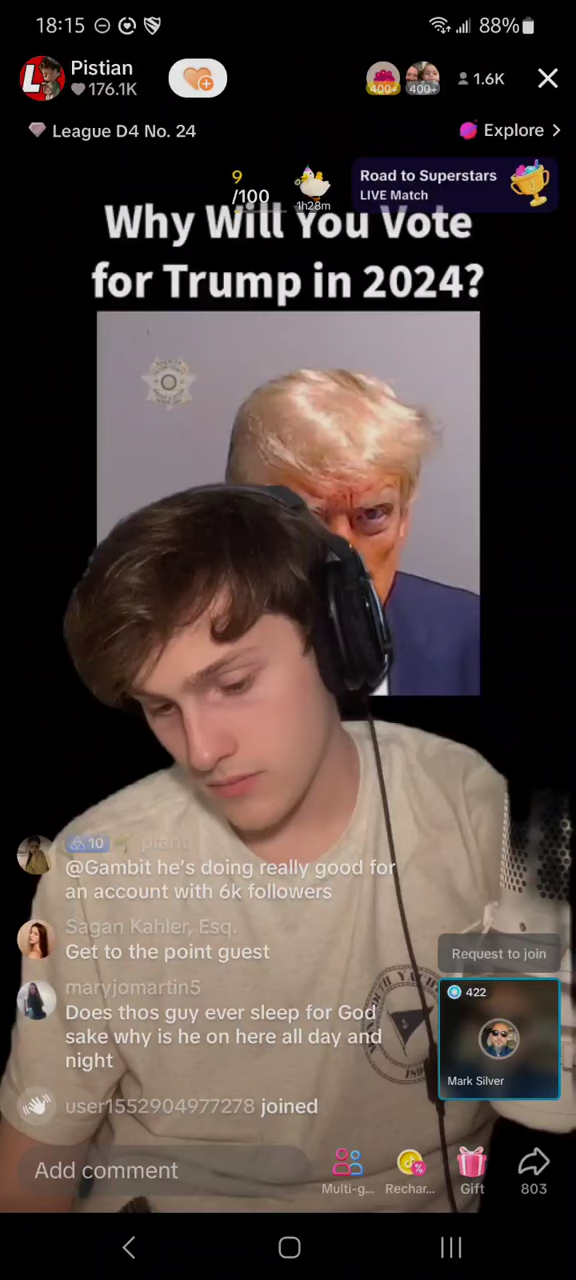 18:15
88%
Pistian
176.1K
400+
400+
1.6K
League D4 No. 24
Explore >
9
/100
1h28m
Road to Superstars
LIVE Match
Why Will You Vote
for Trump in 2024?
10
plant
@Gambit he's doing really good for
an account with 6k followers
Sagan Kahler, Esq.
Get to the point guest
Request to join
maryjomartin5
Does thos guy ever sleep for God
sake why is he on here all day and
night
422
Mark Silver
user1552904977278 joined
Add comment
Multi-g...
Rechar...
Gift
803